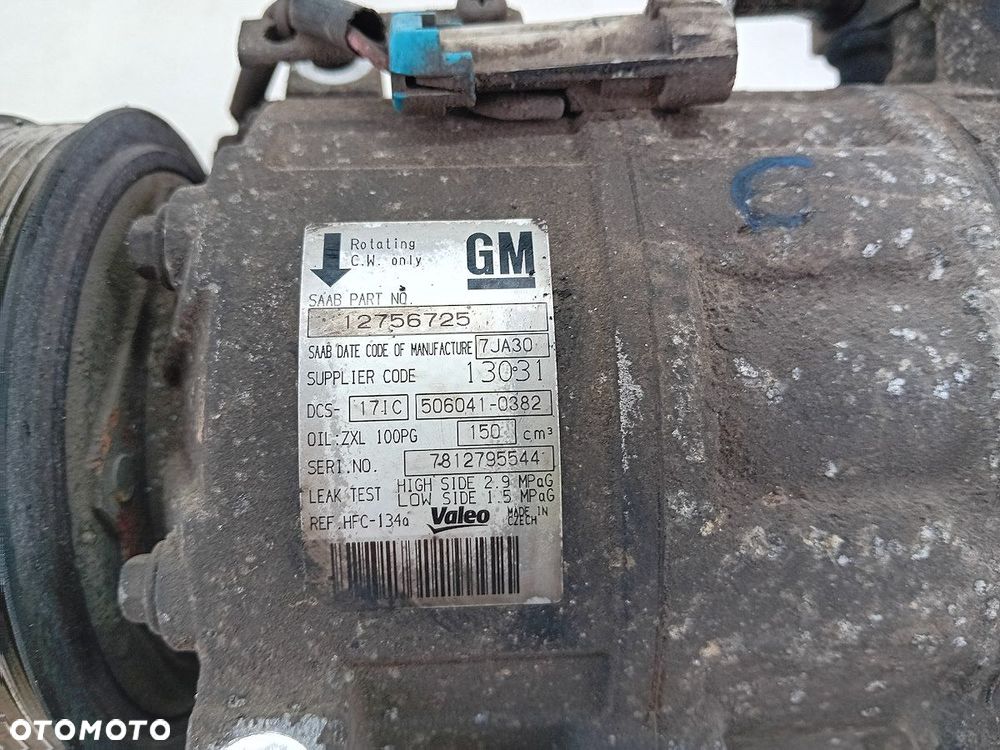 C
Rotating
C.W. only
GM
SAAB PART NO.
12756725
SAAB DATE CODE OF MANUFACTURE 7JA30
SUPPLIER CODE 13031
DCS- 17IC 506041-0382
OIL:ZXL 100PG 150 cm³
SERI.NO. 7812795544
LEAK TEST HIGH SIDE 2.9 MPaG
LOW SIDE 1.5 MPaG
REF.HFC-134a Valeo MADE IN
CZECH
OTOMOTO